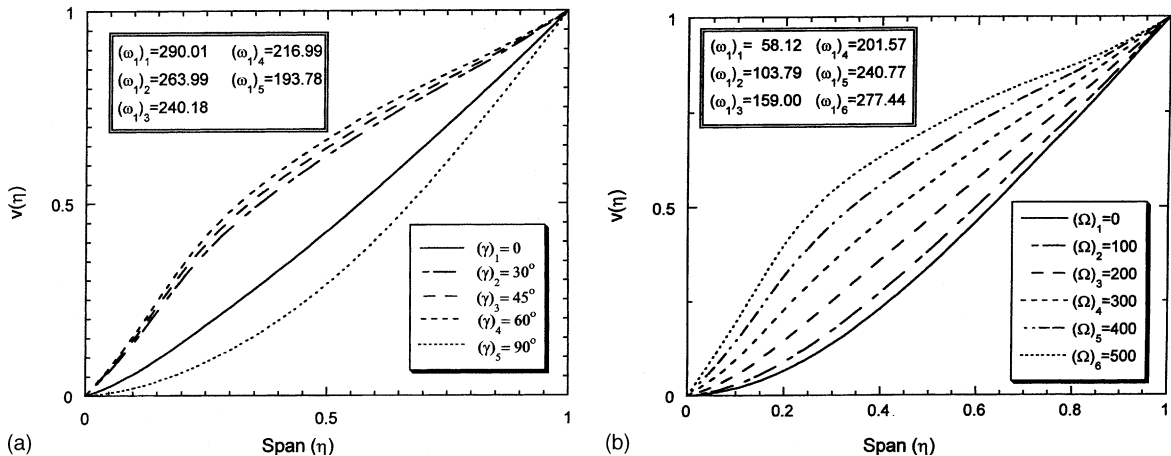 (ω₁)₁=290.01 (ω₁)₄=216.99
(ω₁)₂=263.99 (ω₁)₅=193.78
(ω₁)₃=240.18
1
0.5
0
v(η)
(γ)₁= 0
(γ)₂= 30°
(γ)₃= 45°
(γ)₄= 60°
(γ)₅= 90°
0 0.5 1
Span (η)
(a)
(ω₁)₁= 58.12 (ω₁)₄=201.57
(ω₁)₂=103.79 (ω₁)₅=240.77
(ω₁)₃=159.00 (ω₁)₆=277.44
1
0.5
0
v(η)
(Ω)₁=0
(Ω)₂=100
(Ω)₃=200
(Ω)₄=300
(Ω)₅=400
(Ω)₆=500
0 0.2 0.4 0.6 0.8 1
Span (η)
(b)